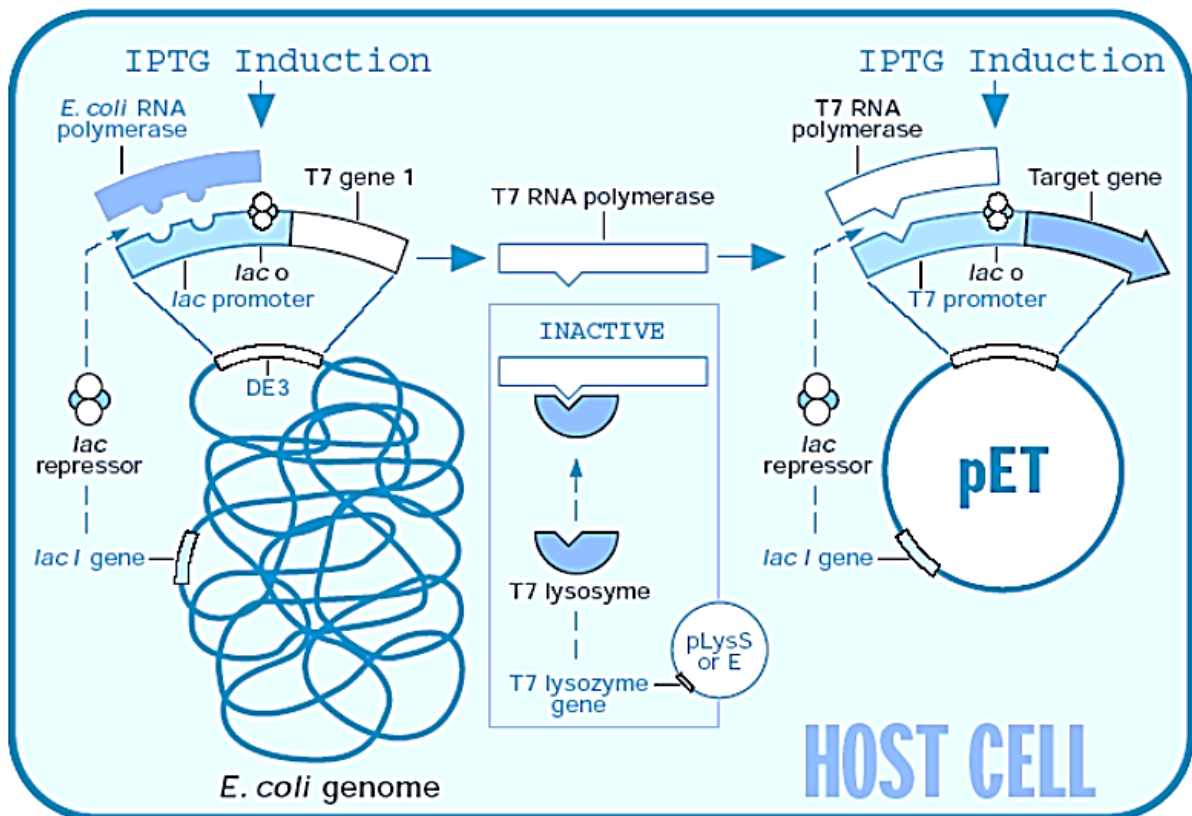 IPTG Induction
E. coli RNA
polymerase
T7 gene 1
lac o
lac promoter
DE3
lac
repressor
lac I gene
E. coli genome
T7 RNA polymerase
INACTIVE
T7 lysosyme
pLysS
or E
T7 lysozyme
gene
IPTG Induction
T7 RNA
polymerase
Target gene
lac o
T7 promoter
lac
repressor
lac I gene
pET
HOST CELL